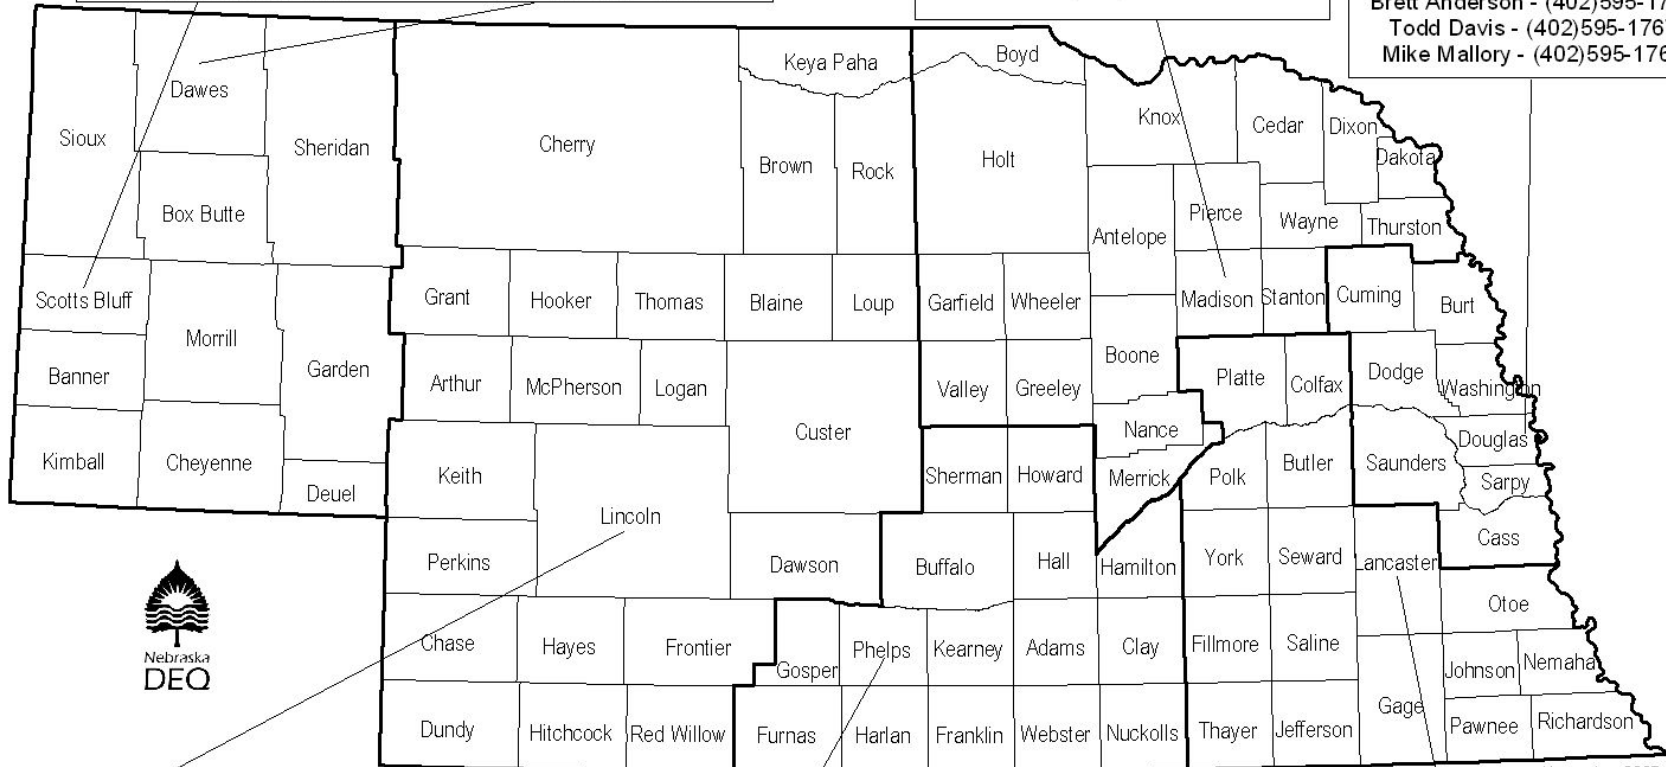 Brett Anderson - (402)595-17
Todd Davis - (402)595-176
Mike Mallory - (402)595-176
Keya Paha
Boyd
Dawes
Sioux
Sheridan
Cherry
Brown
Rock
Holt
Knox
Cedar
Dixon
Dakota
Box Butte
Antelope
Pierce
Wayne
Thurston
Scotts Bluff
Morrill
Garden
Grant
Hooker
Thomas
Blaine
Loup
Garfield
Wheeler
Madison
Stanton
Cuming
Burt
Banner
Arthur
McPherson
Logan
Custer
Valley
Greeley
Boone
Platte
Colfax
Dodge
Washington
Kimball
Cheyenne
Deuel
Keith
Lincoln
Sherman
Howard
Nance
Merrick
Polk
Butler
Saunders
Douglas
Sarpy
Perkins
Dawson
Buffalo
Hall
Hamilton
York
Seward
Lancaster
Cass
Otoe
Nebraska
DEQ
Chase
Hayes
Frontier
Gosper
Phelps
Kearney
Adams
Clay
Fillmore
Saline
Gage
Johnson
Nemaha
Dundy
Hitchcock
Red Willow
Furnas
Harlan
Franklin
Webster
Nuckolls
Thayer
Jefferson
Pawnee
Richardson